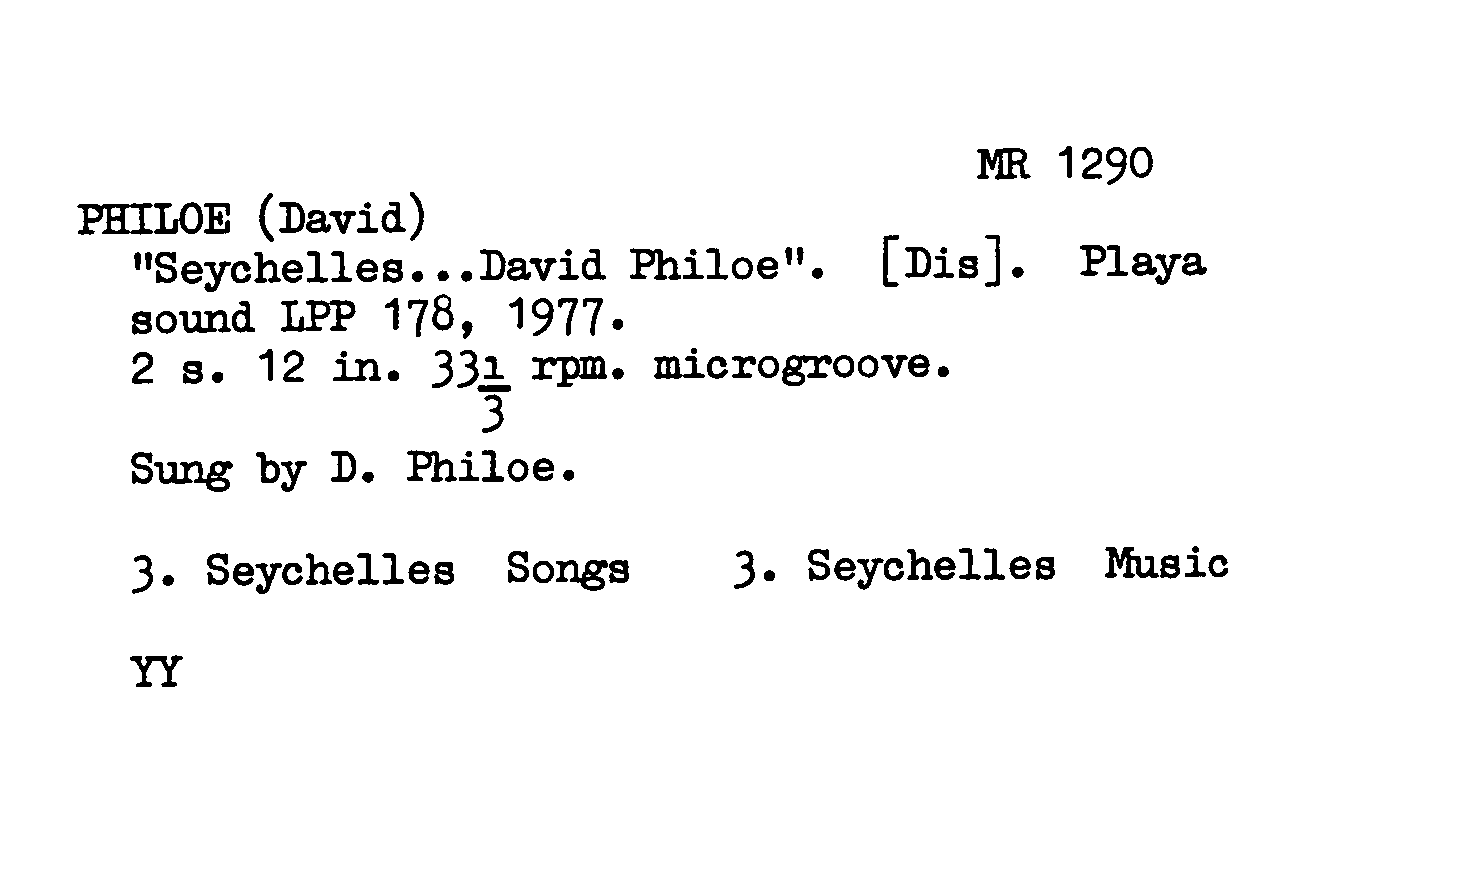 MR 1290
PHILOE (David)
"Seychelles...David Philoe". [Dis]. Playa
sound LPP 178, 1977.
2 s. 12 in. 33 1/3 rpm. microgroove.
Sung by D. Philoe.
3. Seychelles Songs 3. Seychelles Music
YY